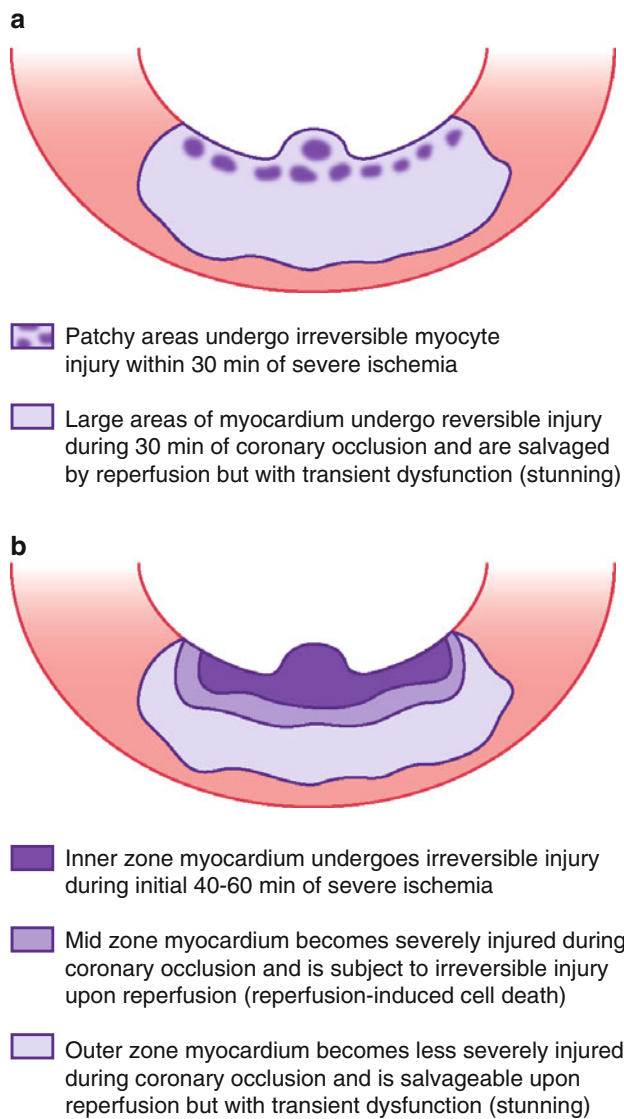 a
Patchy areas undergo irreversible myocyte
injury within 30 min of severe ischemia
Large areas of myocardium undergo reversible injury
during 30 min of coronary occlusion and are salvaged
by reperfusion but with transient dysfunction (stunning)
b
Inner zone myocardium undergoes irreversible injury
during initial 40-60 min of severe ischemia
Mid zone myocardium becomes severely injured during
coronary occlusion and is subject to irreversible injury
upon reperfusion (reperfusion-induced cell death)
Outer zone myocardium becomes less severely injured
during coronary occlusion and is salvageable upon
reperfusion but with transient dysfunction (stunning)